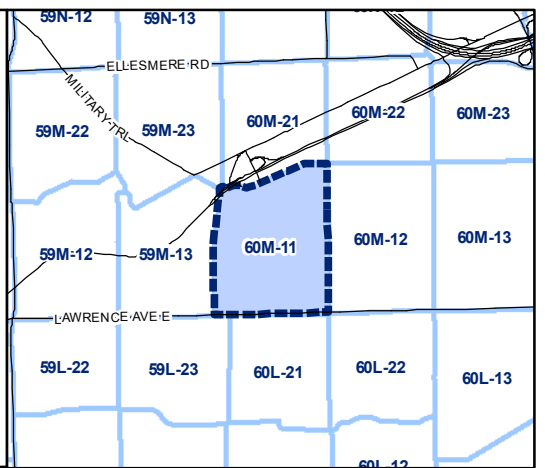 59N-12
59N-13
ELLESMERE RD
MILITARY TRL
59M-22
59M-23
60M-21
60M-22
60M-23
59M-12
59M-13
60M-11
60M-12
60M-13
LAWRENCE AVE E
59L-22
59L-23
60L-21
60L-22
60L-13
60L-12